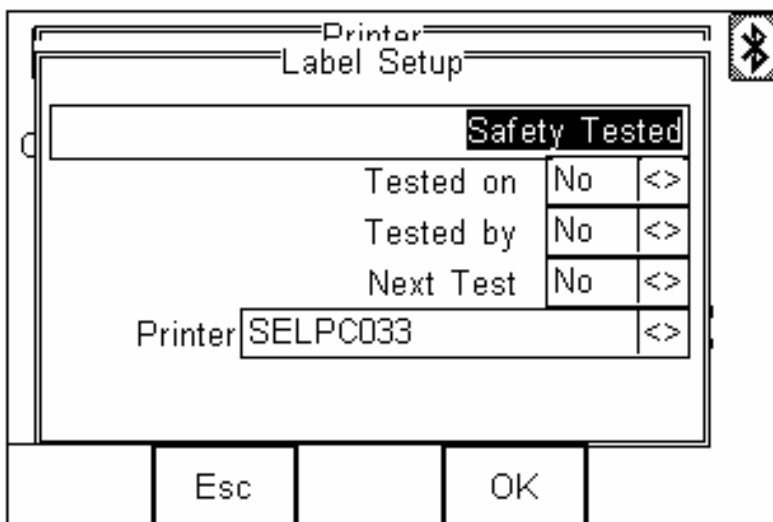 Printer
Label Setup
Safety Tested
Tested on No <>
Tested by No <>
Next Test No <>
Printer SELPC033 <>
Esc OK